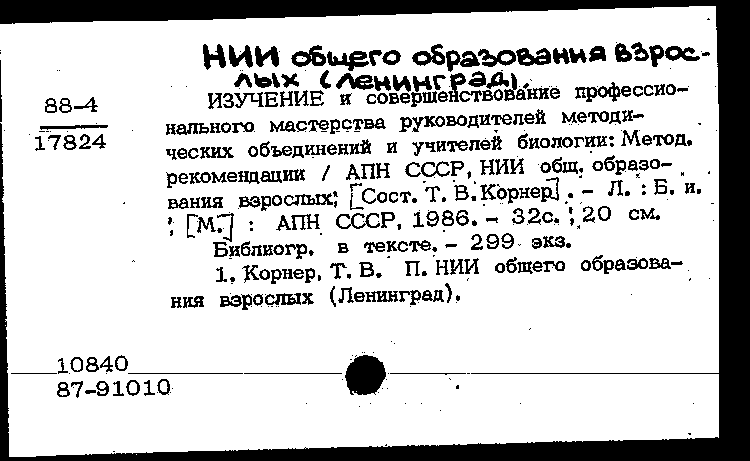 НИИ общего образования взрос-
лых (Ленинград).
88-4
17824
ИЗУЧЕНИЕ и совершенствование профессио-
нального мастерства руководителей методи-
ческих объединений и учителей биологии: Метод.
рекомендации / АПН СССР, НИИ общ. образо-
вания взрослых; [Сост. Т. В. Корнер]. - Л. : Б. и.
; [М.] : АПН СССР, 1986. - 32с. ; 20 см.
Библиогр. в тексте. - 299 экз.
1. Корнер, Т. В. П. НИИ общего образова-
ния взрослых (Ленинград).
10840
87-91010